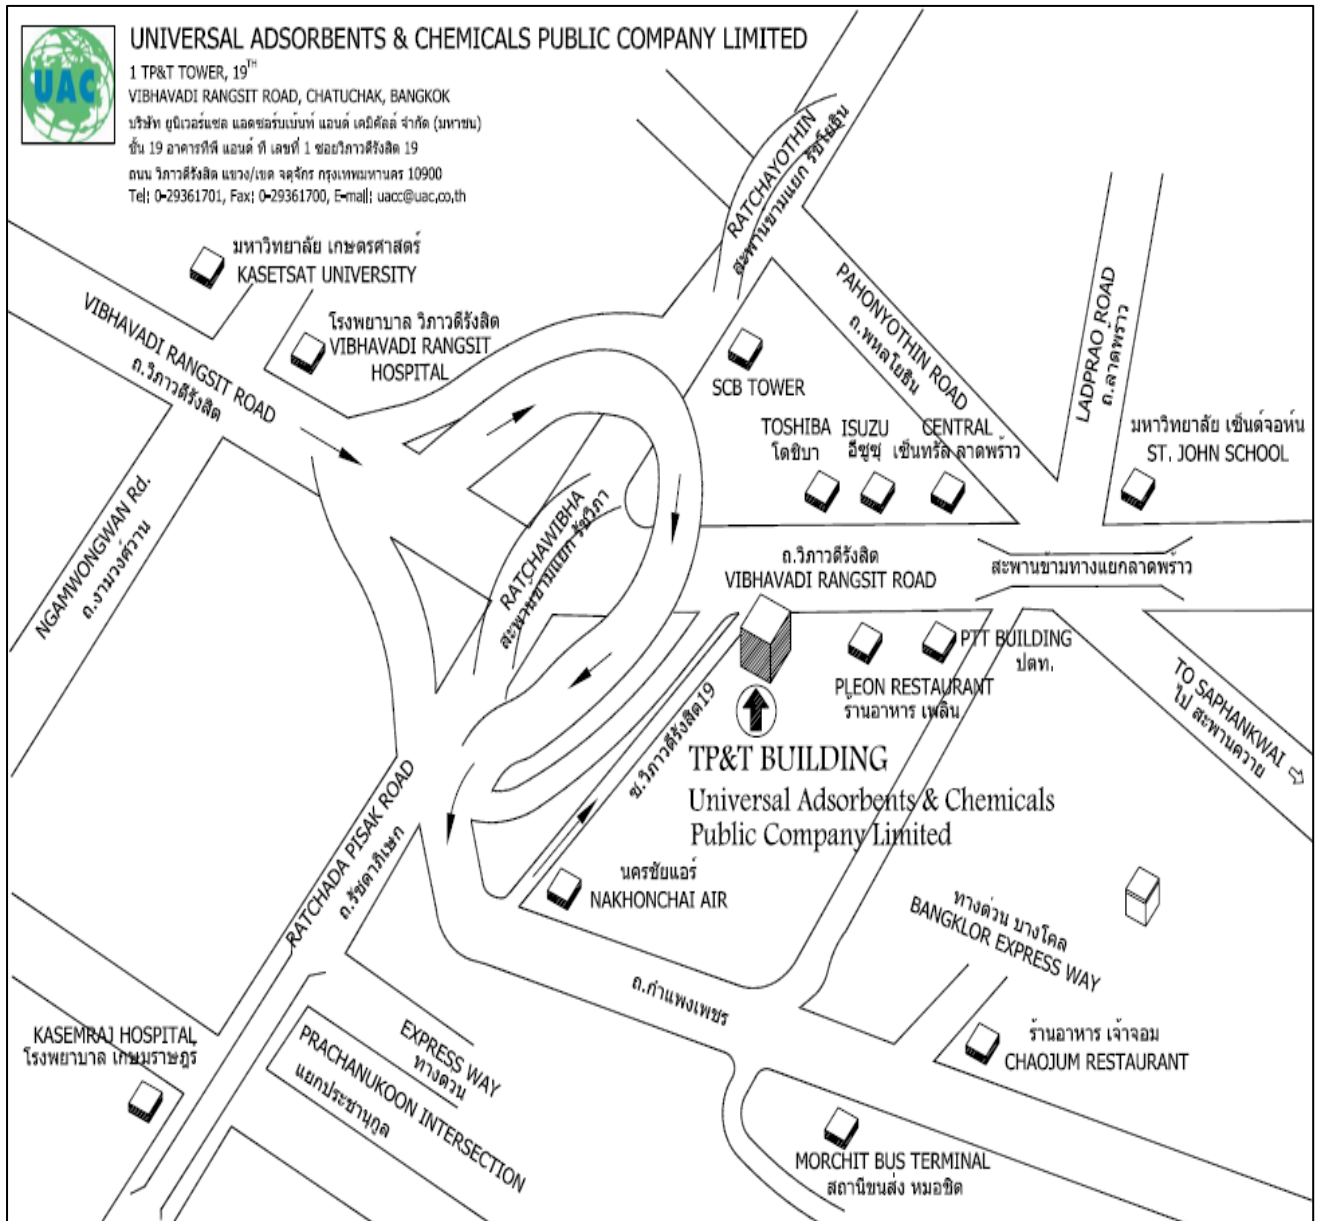 UAC
UNIVERSAL ADSORBENTS & CHEMICALS PUBLIC COMPANY LIMITED
1 TP&T TOWER, 19TH
VIBHAVADI RANGSIT ROAD, CHATUCHAK, BANGKOK
บริษัท ยูนิเวอร์แซล แอดซอร์บเบ้นท์ แอนด์ เคมิคัลส์ จำกัด (มหาชน)
ชั้น 19 อาคารทีพี แอนด์ ที เลขที่ 1 ซอยวิภาวดีรังสิต 19
ถนน วิภาวดีรังสิต แขวง/เขต จตุจักร กรุงเทพมหานคร 10900
Tel: 0-29361701, Fax: 0-29361700, E-mail: uacc@uac.co.th
RATCHAYOTHIN
สะพานข้ามแยก รัชโยธิน
มหาวิทยาลัย เกษตรศาสตร์
KASETSAT UNIVERSITY
VIBHAVADI RANGSIT ROAD
ถ.วิภาวดีรังสิต
โรงพยาบาล วิภาวดีรังสิต
VIBHAVADI RANGSIT
HOSPITAL
PAHONYOTHIN ROAD
ถ.พหลโยธิน
LADPRAO ROAD
ถ.ลาดพร้าว
SCB TOWER
TOSHIBA
โตชิบา
ISUZU
อีซูซุ
CENTRAL
เซ็นทรัล ลาดพร้าว
มหาวิทยาลัย เซ็นต์จอห์น
ST. JOHN SCHOOL
NGAMWONGWAN Rd.
ถ.งามวงศ์วาน
RATCHAWIBHA
สะพานข้ามแยก รัชวิภา
ถ.วิภาวดีรังสิต
VIBHAVADI RANGSIT ROAD
สะพานข้ามทางแยกลาดพร้าว
PTT BUILDING
ปตท.
PLEON RESTAURANT
ร้านอาหาร เพลิน
TO SAPHANKWAI
ไป สะพานควาย
ซ.วิภาวดีรังสิต19
TP&T BUILDING
Universal Adsorbents & Chemicals
Public Company Limited
RATCHADA PISAK ROAD
ถ.รัชดาภิเษก
นครชัยแอร์
NAKHONCHAI AIR
ทางด่วน บางโคล
BANGKLOR EXPRESS WAY
ถ.กำแพงเพชร
KASEMRAJ HOSPITAL
โรงพยาบาล เกษมราษฎร์
EXPRESS WAY
ทางด่วน
PRACHANUKOON INTERSECTION
แยกประชานุกูล
ร้านอาหาร เจ้าจอม
CHAOJUM RESTAURANT
MORCHIT BUS TERMINAL
สถานีขนส่ง หมอชิต